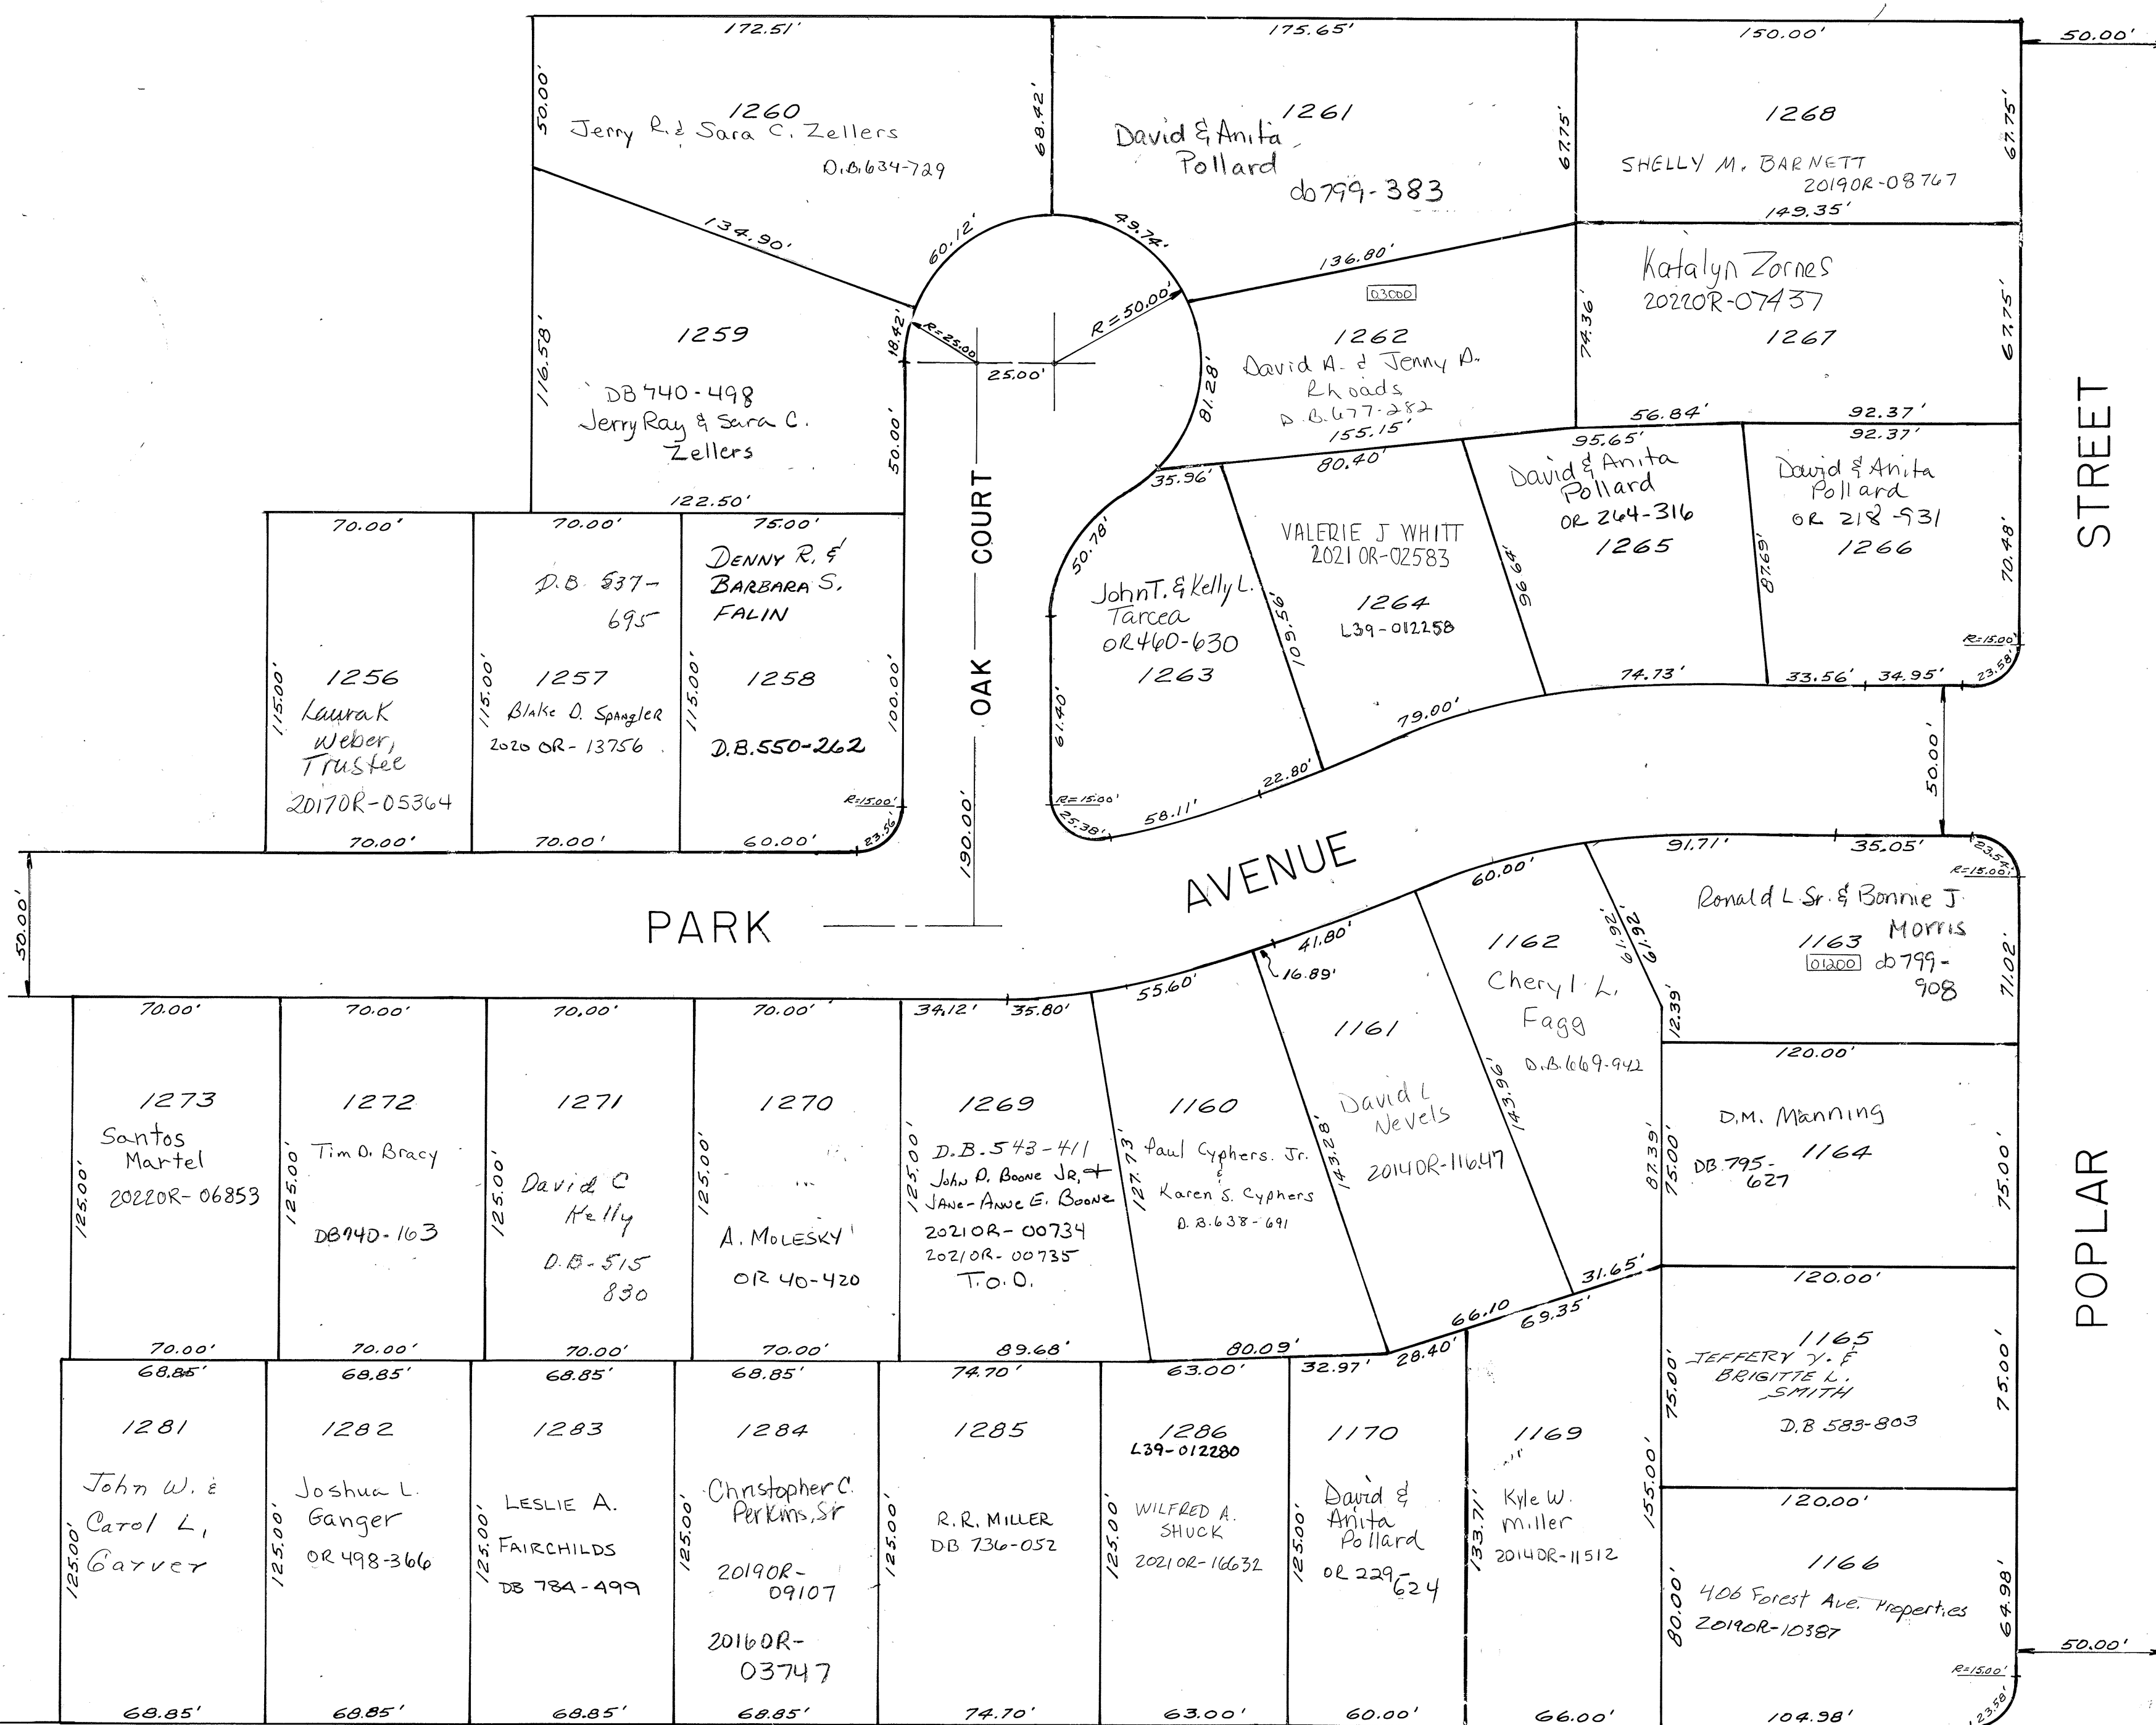 172.51'
175.65'
150.00'
50.00'
50.00'
1260
Jerry R. & Sara C. Zellers
D.B.634-729
68.42'
1261
David & Anita
Pollard
db799-383
67.75'
1268
SHELLY M. BARNETT
2019OR-08767
149.35'
67.75'
134.90'
60.12'
49.74'
136.80'
R=50.00'
R=25.00
25.00'
18.42'
116.58'
1259
DB 740-498
Jerry Ray & Sara C.
Zellers
122.50'
50.00'
03000
1262
David A. & Jenny D.
Rhoads
D.B.677-282
155.15'
81.28'
74.36'
Katalyn Zornes
2022OR-07437
1267
67.75'
56.84'
92.37'
STREET
70.00'
1256
Laura K
Weber,
Trustee
2017OR-05364
115.00'
70.00'
70.00'
D.B. 537-
695
1257
Blake D. Spangler
2020 OR-13756
115.00'
70.00'
75.00'
DENNY R. &
BARBARA S.
FALIN
1258
D.B.550-262
115.00'
100.00'
R=15.00'
60.00'
23.56'
OAK COURT
190.00'
35.96'
50.78'
John T. & Kelly L.
Tarcea
OR460-630
1263
61.40'
R=15.00'
25.38'
58.11'
22.80'
109.56'
80.40'
VALERIE J WHITT
2021OR-02583
1264
L39-012258
79.00'
96.64'
95.65'
David & Anita
Pollard
OR 264-316
1265
74.73'
87.69'
92.37'
David & Anita
Pollard
OR 218-931
1266
70.48'
R=15.00'
33.56'
34.95'
23.58'
50.00'
50.00'
PARK AVENUE
91.71'
35.05'
23.54'
R=15.00'
Ronald L. Sr. & Bonnie J.
Morris
1163
01200
db799-
908
71.02'
61.92'
61.92'
12.39'
60.00'
1162
Cheryl L.
Fagg
D.B.669-942
143.96'
87.39'
31.65'
41.80'
16.89'
1161
David L
Nevels
2014OR-11647
143.28'
66.10
55.60'
1160
Paul Cyphers. Jr.
&
Karen S. Cyphers
D.B.638-691
127.73'
80.09'
34.12'
35.80'
1269
D.B.543-411
John D. Boone Jr. +
Jane-Anne E. Boone
2021OR-00734
2021OR-00735
T.O.D.
125.00'
89.68'
70.00'
1270
A. MOLESKY
OR 40-420
125.00'
70.00'
70.00'
1271
David C
Kelly
D.B-515
830
125.00'
70.00'
70.00'
1272
Tim D. Bracy
DB740-163
125.00'
70.00'
70.00'
1273
Santos
Martel
2022OR-06853
125.00'
70.00'
120.00'
D.M. Manning
1164
DB.795-
627
75.00'
75.00'
120.00'
1165
JEFFERY Y. &
BRIGITTE L.
SMITH
D.B 583-803
75.00'
75.00'
POPLAR
120.00'
1166
406 Forest Ave. Properties
2019OR-10387
80.00'
64.98'
R=15.00'
50.00'
23.58'
104.98'
68.85'
1281
John W. &
Carol L,
Garver
125.00'
68.85'
68.85'
1282
Joshua L.
Ganger
OR 498-366
125.00'
68.85'
68.85'
1283
LESLIE A.
FAIRCHILDS
DB 784-499
125.00'
68.85'
68.85'
1284
Christopher C.
Perkins, Sr
2019OR-
09107
2016OR-
03747
125.00'
68.85'
74.70'
1285
R.R. MILLER
DB 736-052
125.00'
74.70'
63.00'
1286
L39-012280
WILFRED A.
SHUCK
2021OR-16632
125.00'
63.00'
32.97'
28.40'
1170
David &
Anita
Pollard
OR 229-
624
125.00'
60.00'
69.35'
1169
Kyle W.
Miller
2014OR-11512
133.71'
155.00'
66.00'